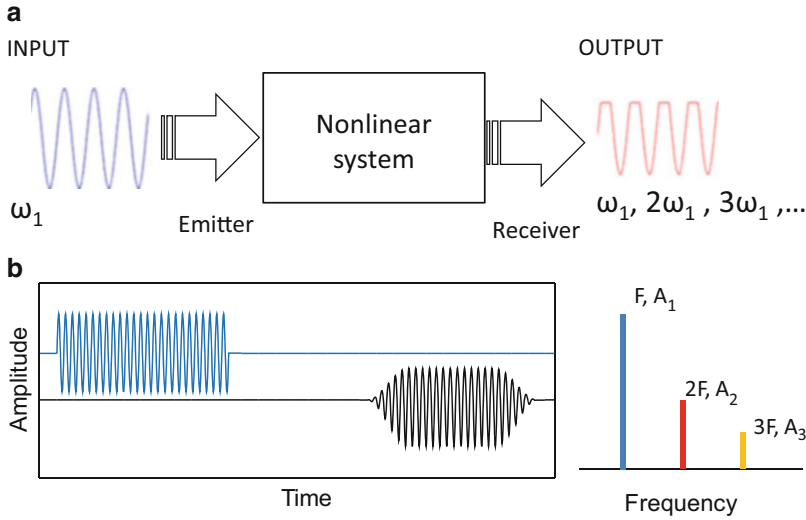 a
INPUT
OUTPUT
Nonlinear
system
ω₁
Emitter
Receiver
ω₁, 2ω₁ , 3ω₁ ,...
b
Amplitude
Time
F, A₁
2F, A₂
3F, A₃
Frequency